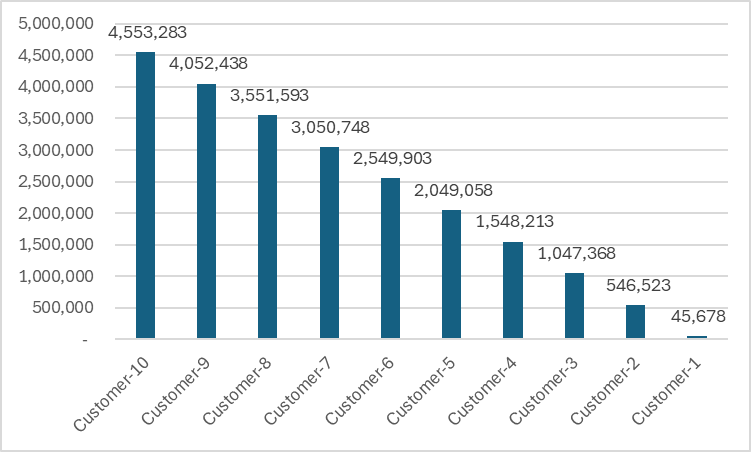 5,000,000
4,500,000
4,000,000
3,500,000
3,000,000
2,500,000
2,000,000
1,500,000
1,000,000
500,000
-
4,553,283
4,052,438
3,551,593
3,050,748
2,549,903
2,049,058
1,548,213
1,047,368
546,523
45,678
Customer-10
Customer-9
Customer-8
Customer-7
Customer-6
Customer-5
Customer-4
Customer-3
Customer-2
Customer-1